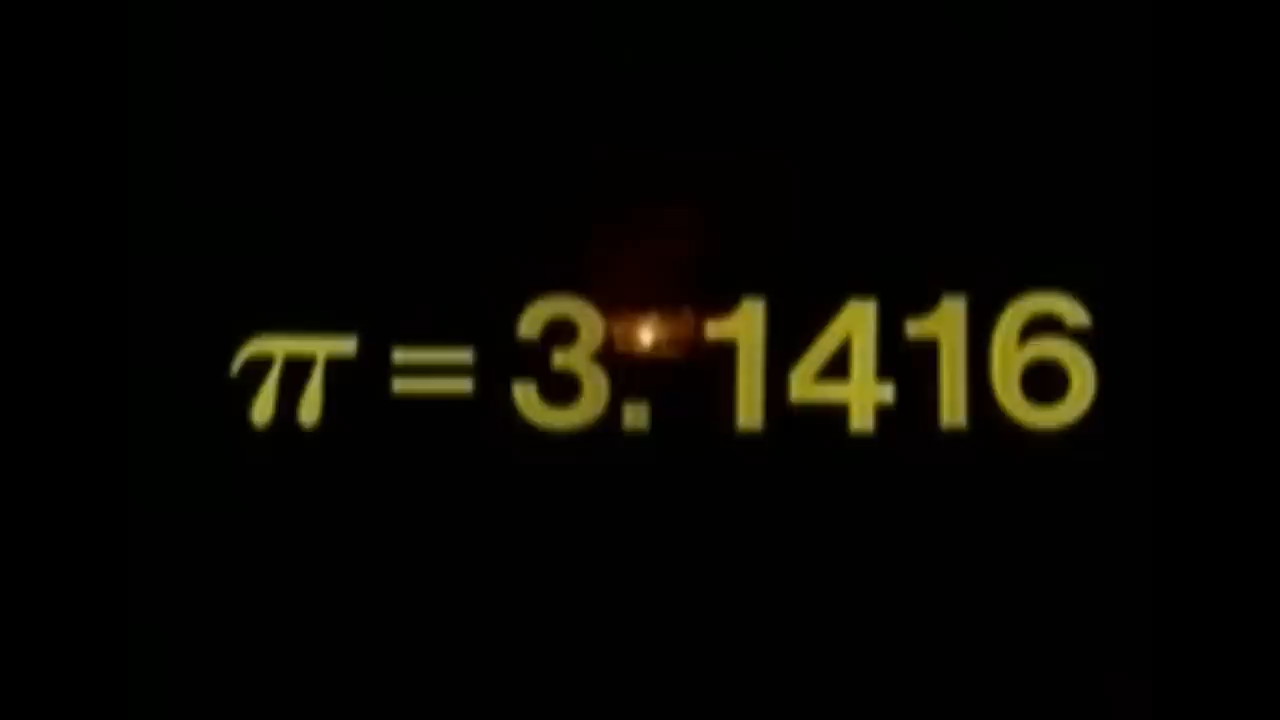 π = 3.1416